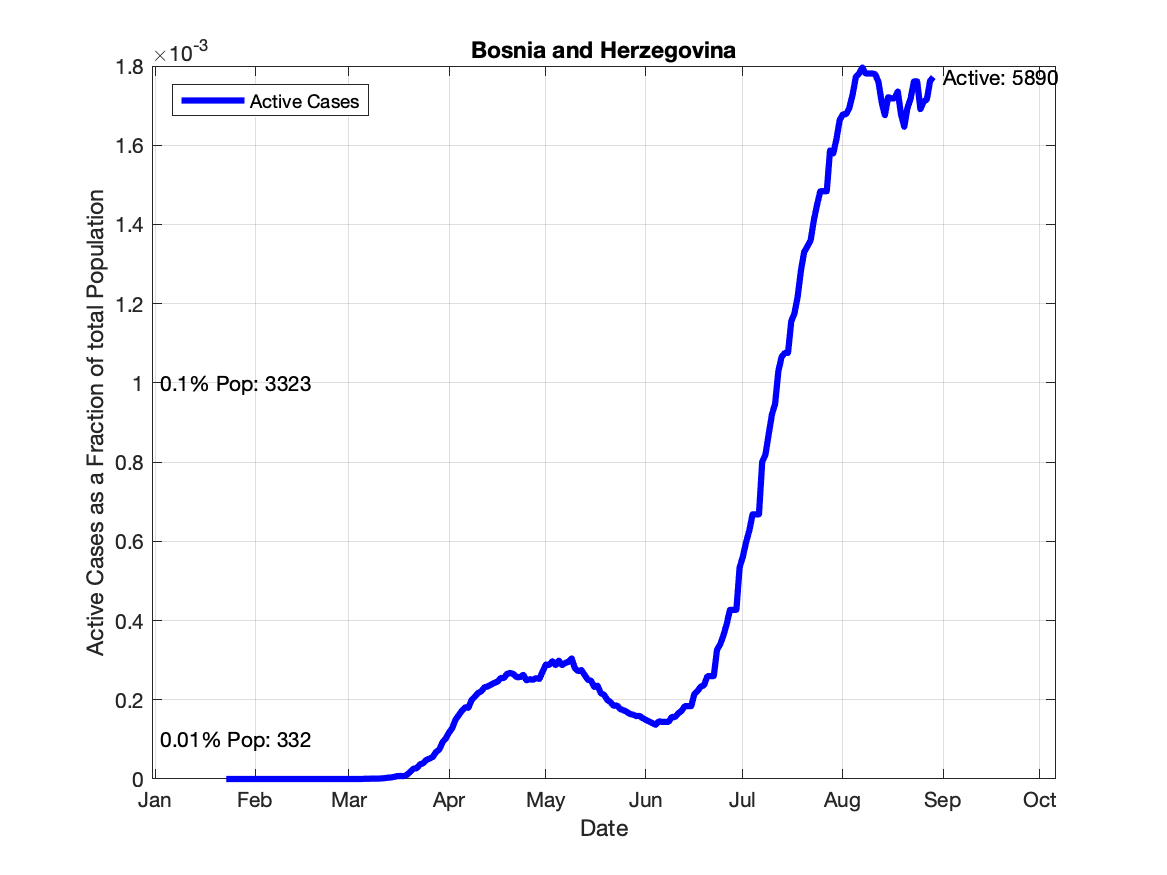 Bosnia and Herzegovina
×10-3
1.8
1.6
1.4
1.2
1
0.8
0.6
0.4
0.2
0
Active Cases as a Fraction of total Population
Active Cases
Active: 5890
0.1% Pop: 3323
0.01% Pop: 332
Jan Feb Mar Apr May Jun Jul Aug Sep Oct
Date